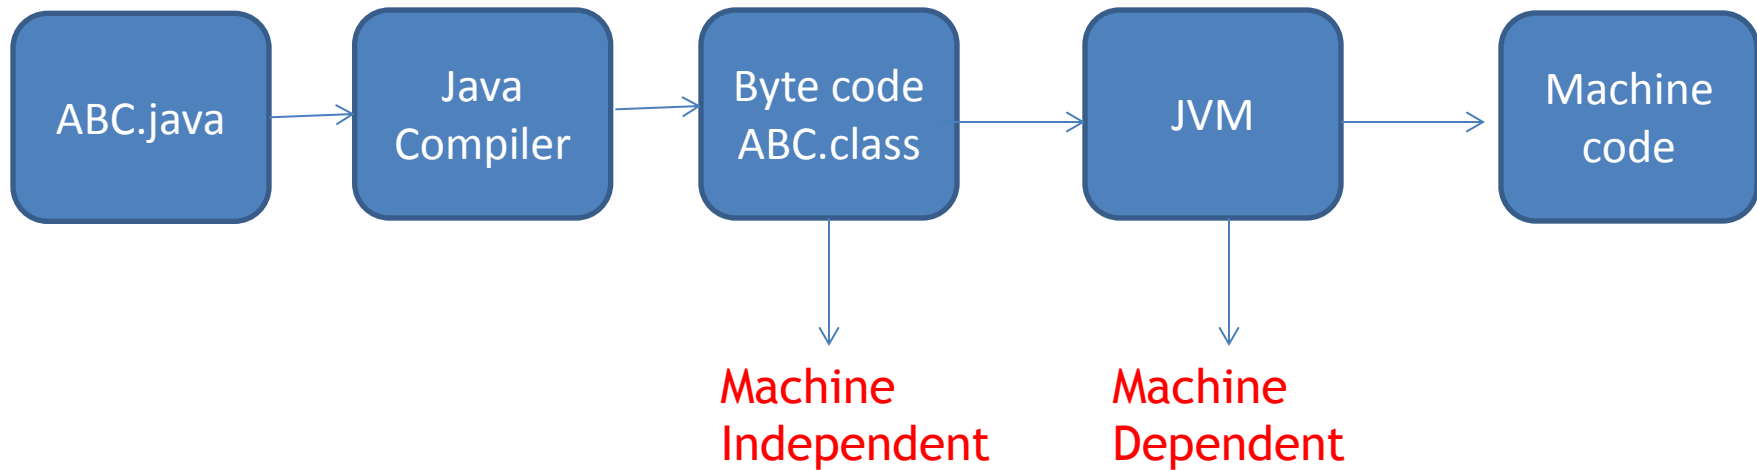 ABC.java
Java
Compiler
Byte code
ABC.class
JVM
Machine
code
Machine
Independent
Machine
Dependent